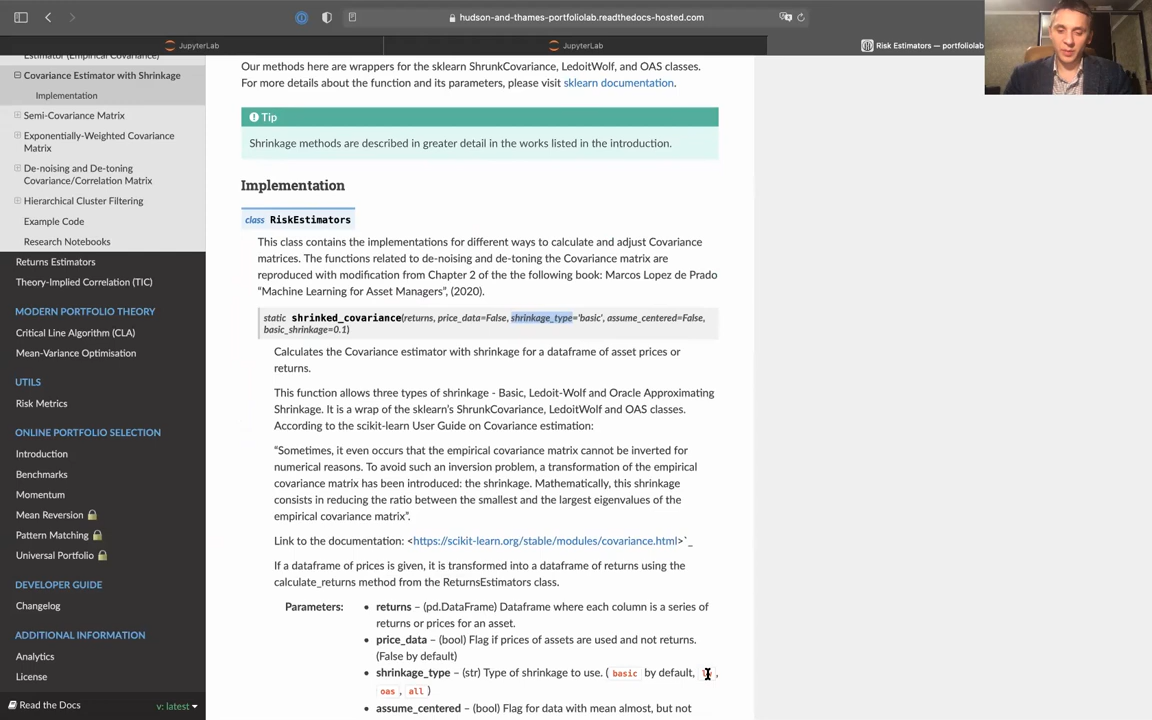 hudson-and-thames-portfoliolab.readthedocs-hosted.com
JupyterLab
JupyterLab
Risk Estimators — portfoliolab
Estimator (Empirical Covariance)
Covariance Estimator with Shrinkage
Implementation
Semi-Covariance Matrix
Exponentially-Weighted Covariance
Matrix
De-noising and De-toning
Covariance/Correlation Matrix
Hierarchical Cluster Filtering
Example Code
Research Notebooks
Returns Estimators
Theory-Implied Correlation (TIC)
MODERN PORTFOLIO THEORY
Critical Line Algorithm (CLA)
Mean-Variance Optimisation
UTILS
Risk Metrics
ONLINE PORTFOLIO SELECTION
Introduction
Benchmarks
Momentum
Mean Reversion
Pattern Matching
Universal Portfolio
DEVELOPER GUIDE
Changelog
ADDITIONAL INFORMATION
Analytics
License
Read the Docs
v: latest
Our methods here are wrappers for the sklearn ShrunkCovariance, LedoitWolf, and OAS classes.
For more details about the function and its parameters, please visit sklearn documentation.
Tip
Shrinkage methods are described in greater detail in the works listed in the introduction.
Implementation
class RiskEstimators
This class contains the implementations for different ways to calculate and adjust Covariance
matrices. The functions related to de-noising and de-toning the Covariance matrix are
reproduced with modification from Chapter 2 of the the following book: Marcos Lopez de Prado
“Machine Learning for Asset Managers”, (2020).
static shrinked_covariance(returns, price_data=False, shrinkage_type='basic', assume_centered=False,
basic_shrinkage=0.1)
Calculates the Covariance estimator with shrinkage for a dataframe of asset prices or
returns.
This function allows three types of shrinkage - Basic, Ledoit-Wolf and Oracle Approximating
Shrinkage. It is a wrap of the sklearn’s ShrunkCovariance, LedoitWolf and OAS classes.
According to the scikit-learn User Guide on Covariance estimation:
“Sometimes, it even occurs that the empirical covariance matrix cannot be inverted for
numerical reasons. To avoid such an inversion problem, a transformation of the empirical
covariance matrix has been introduced: the shrinkage. Mathematically, this shrinkage
consists in reducing the ratio between the smallest and the largest eigenvalues of the
empirical covariance matrix”.
Link to the documentation: <https://scikit-learn.org/stable/modules/covariance.html>`_
If a dataframe of prices is given, it is transformed into a dataframe of returns using the
calculate_returns method from the ReturnsEstimators class.
Parameters:
• returns – (pd.DataFrame) Dataframe where each column is a series of
returns or prices for an asset.
• price_data – (bool) Flag if prices of assets are used and not returns.
(False by default)
• shrinkage_type – (str) Type of shrinkage to use. ( basic by default, ,
oas , all )
• assume_centered – (bool) Flag for data with mean almost, but not